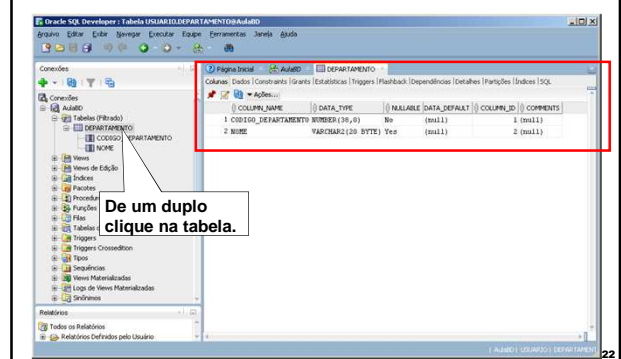 Oracle SQL Developer : Tabela USUARIO.DEPARTAMENTO@AulaBD
Arquivo Editar Exibir Navegar Executar Equipe Ferramentas Janela Ajuda
Conexões
Conexões
AulaBD
Tabelas (Filtrado)
DEPARTAMENTO
CODIGO_DEPARTAMENTO
NOME
Views
Views de Edição
Índices
Pacotes
Procedur
Funções
Filas
Tabelas
Triggers
Triggers Crossedition
Tipos
Sequências
Views Materializadas
Logs de Views Materializadas
Sinônimos
Relatórios
Todos os Relatórios
Relatórios Definidos pelo Usuário
Página Inicial AulaBD DEPARTAMENTO
Colunas Dados Constraints Grants Estatísticas Triggers Flashback Dependências Detalhes Partições Índices SQL
Ações...
COLUMN_NAME DATA_TYPE NULLABLE DATA_DEFAULT COLUMN_ID COMMENTS
1 CODIGO_DEPARTAMENTO NUMBER(38,0) No (null) 1 (null)
2 NOME VARCHAR2(28 BYTE) Yes (null) 2 (null)
De um duplo
clique na tabela.
AulaBD | USUARIO | DEPARTAMEN
22